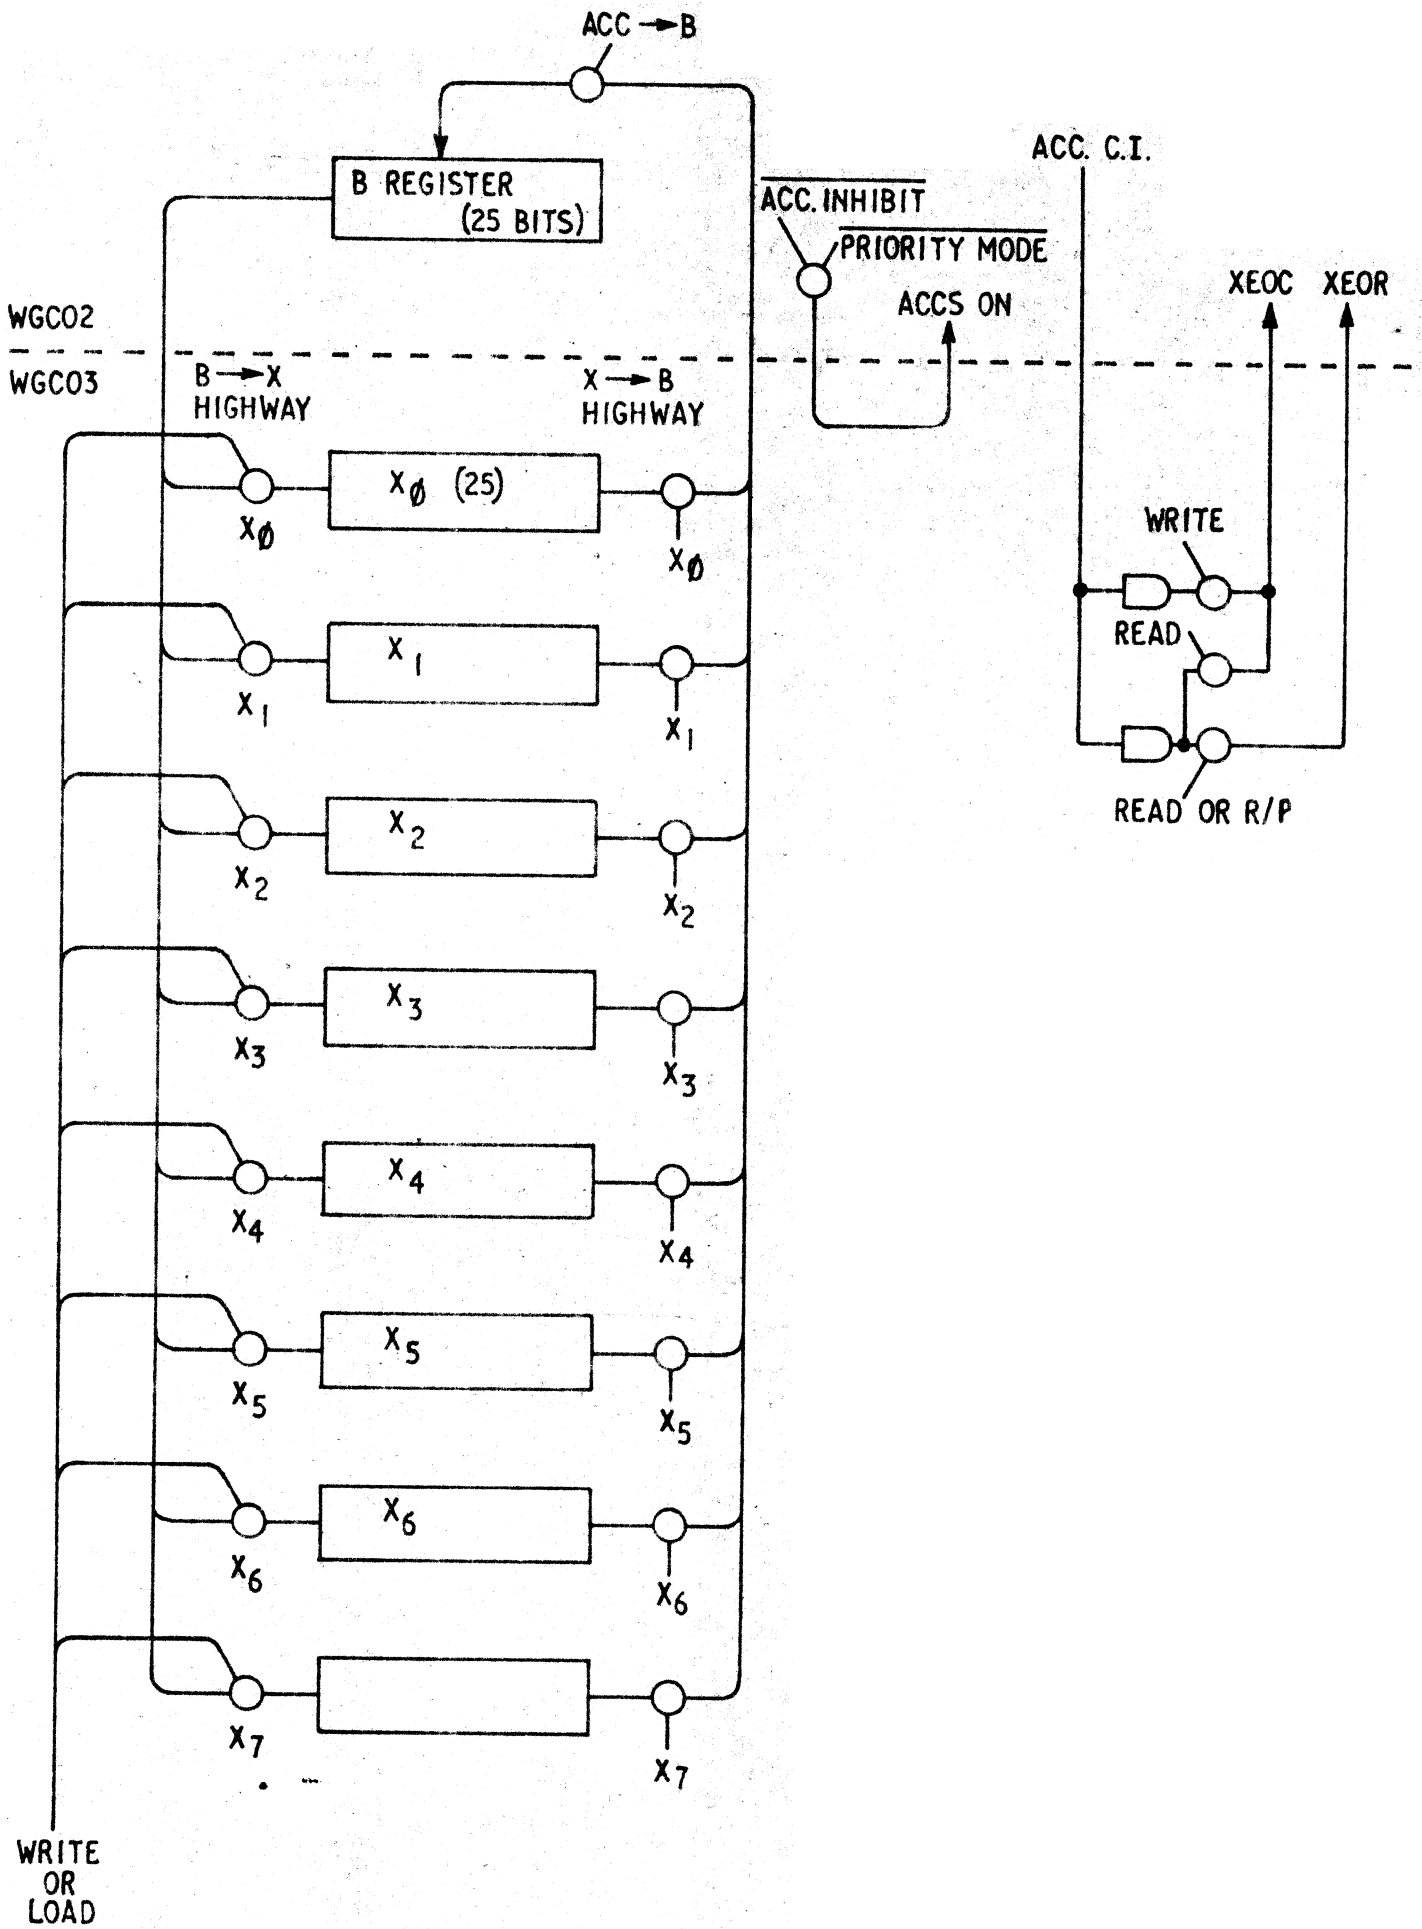 ACC → B
B REGISTER
(25 BITS)
ACC. INHIBIT
PRIORITY MODE
ACCS ON
ACC. C.I.
XEOC XEOR
WGC02
WGC03
B → X
HIGHWAY
X → B
HIGHWAY
XØ (25)
XØ
XØ
WRITE
READ
READ OR R/P
X1
X1
X1
X2
X2
X2
X3
X3
X3
X4
X4
X4
X5
X5
X5
X6
X6
X6
X7
X7
WRITE
OR
LOAD